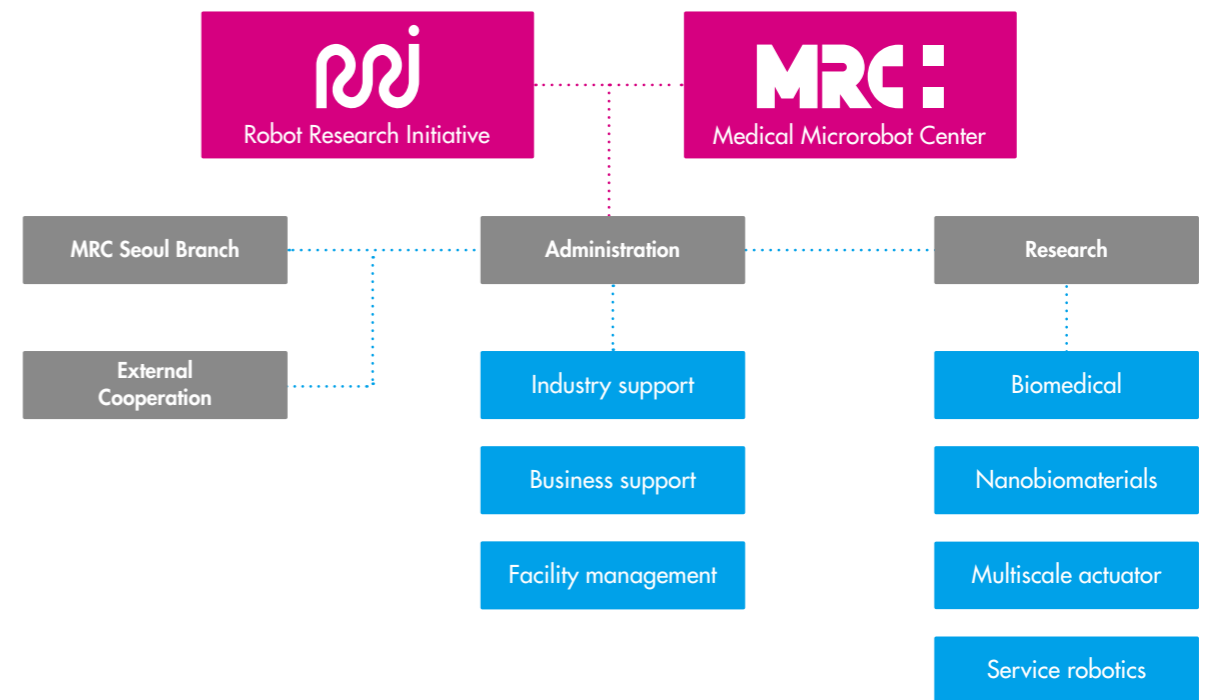 rri
Robot Research Initiative
MRC
Medical Microrobot Center
MRC Seoul Branch
Administration
Research
External
Cooperation
Industry support
Biomedical
Business support
Nanobiomaterials
Facility management
Multiscale actuator
Service robotics